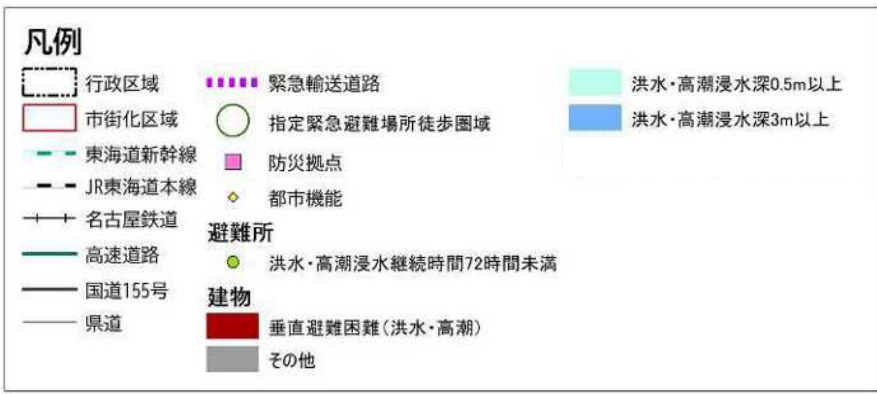 凡例
行政区域
市街化区域
東海道新幹線
JR東海道本線
名古屋鉄道
高速道路
国道155号
県道
緊急輸送道路
指定緊急避難場所徒歩圏域
防災拠点
都市機能
避難所
洪水・高潮浸水継続時間72時間未満
建物
垂直避難困難(洪水・高潮)
その他
洪水・高潮浸水深0.5m以上
洪水・高潮浸水深3m以上